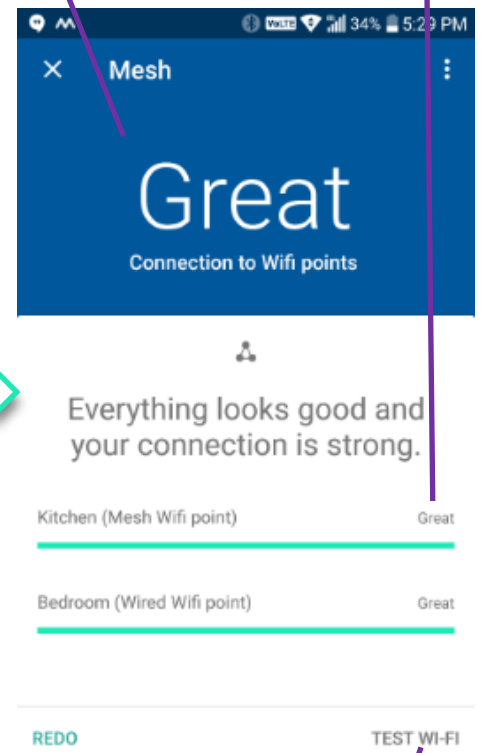 VoLTE 34% 5:29 PM
Mesh
Great
Connection to Wifi points
Everything looks good and
your connection is strong.
Kitchen (Mesh Wifi point) Great
Bedroom (Wired Wifi point) Great
REDO TEST WI-FI